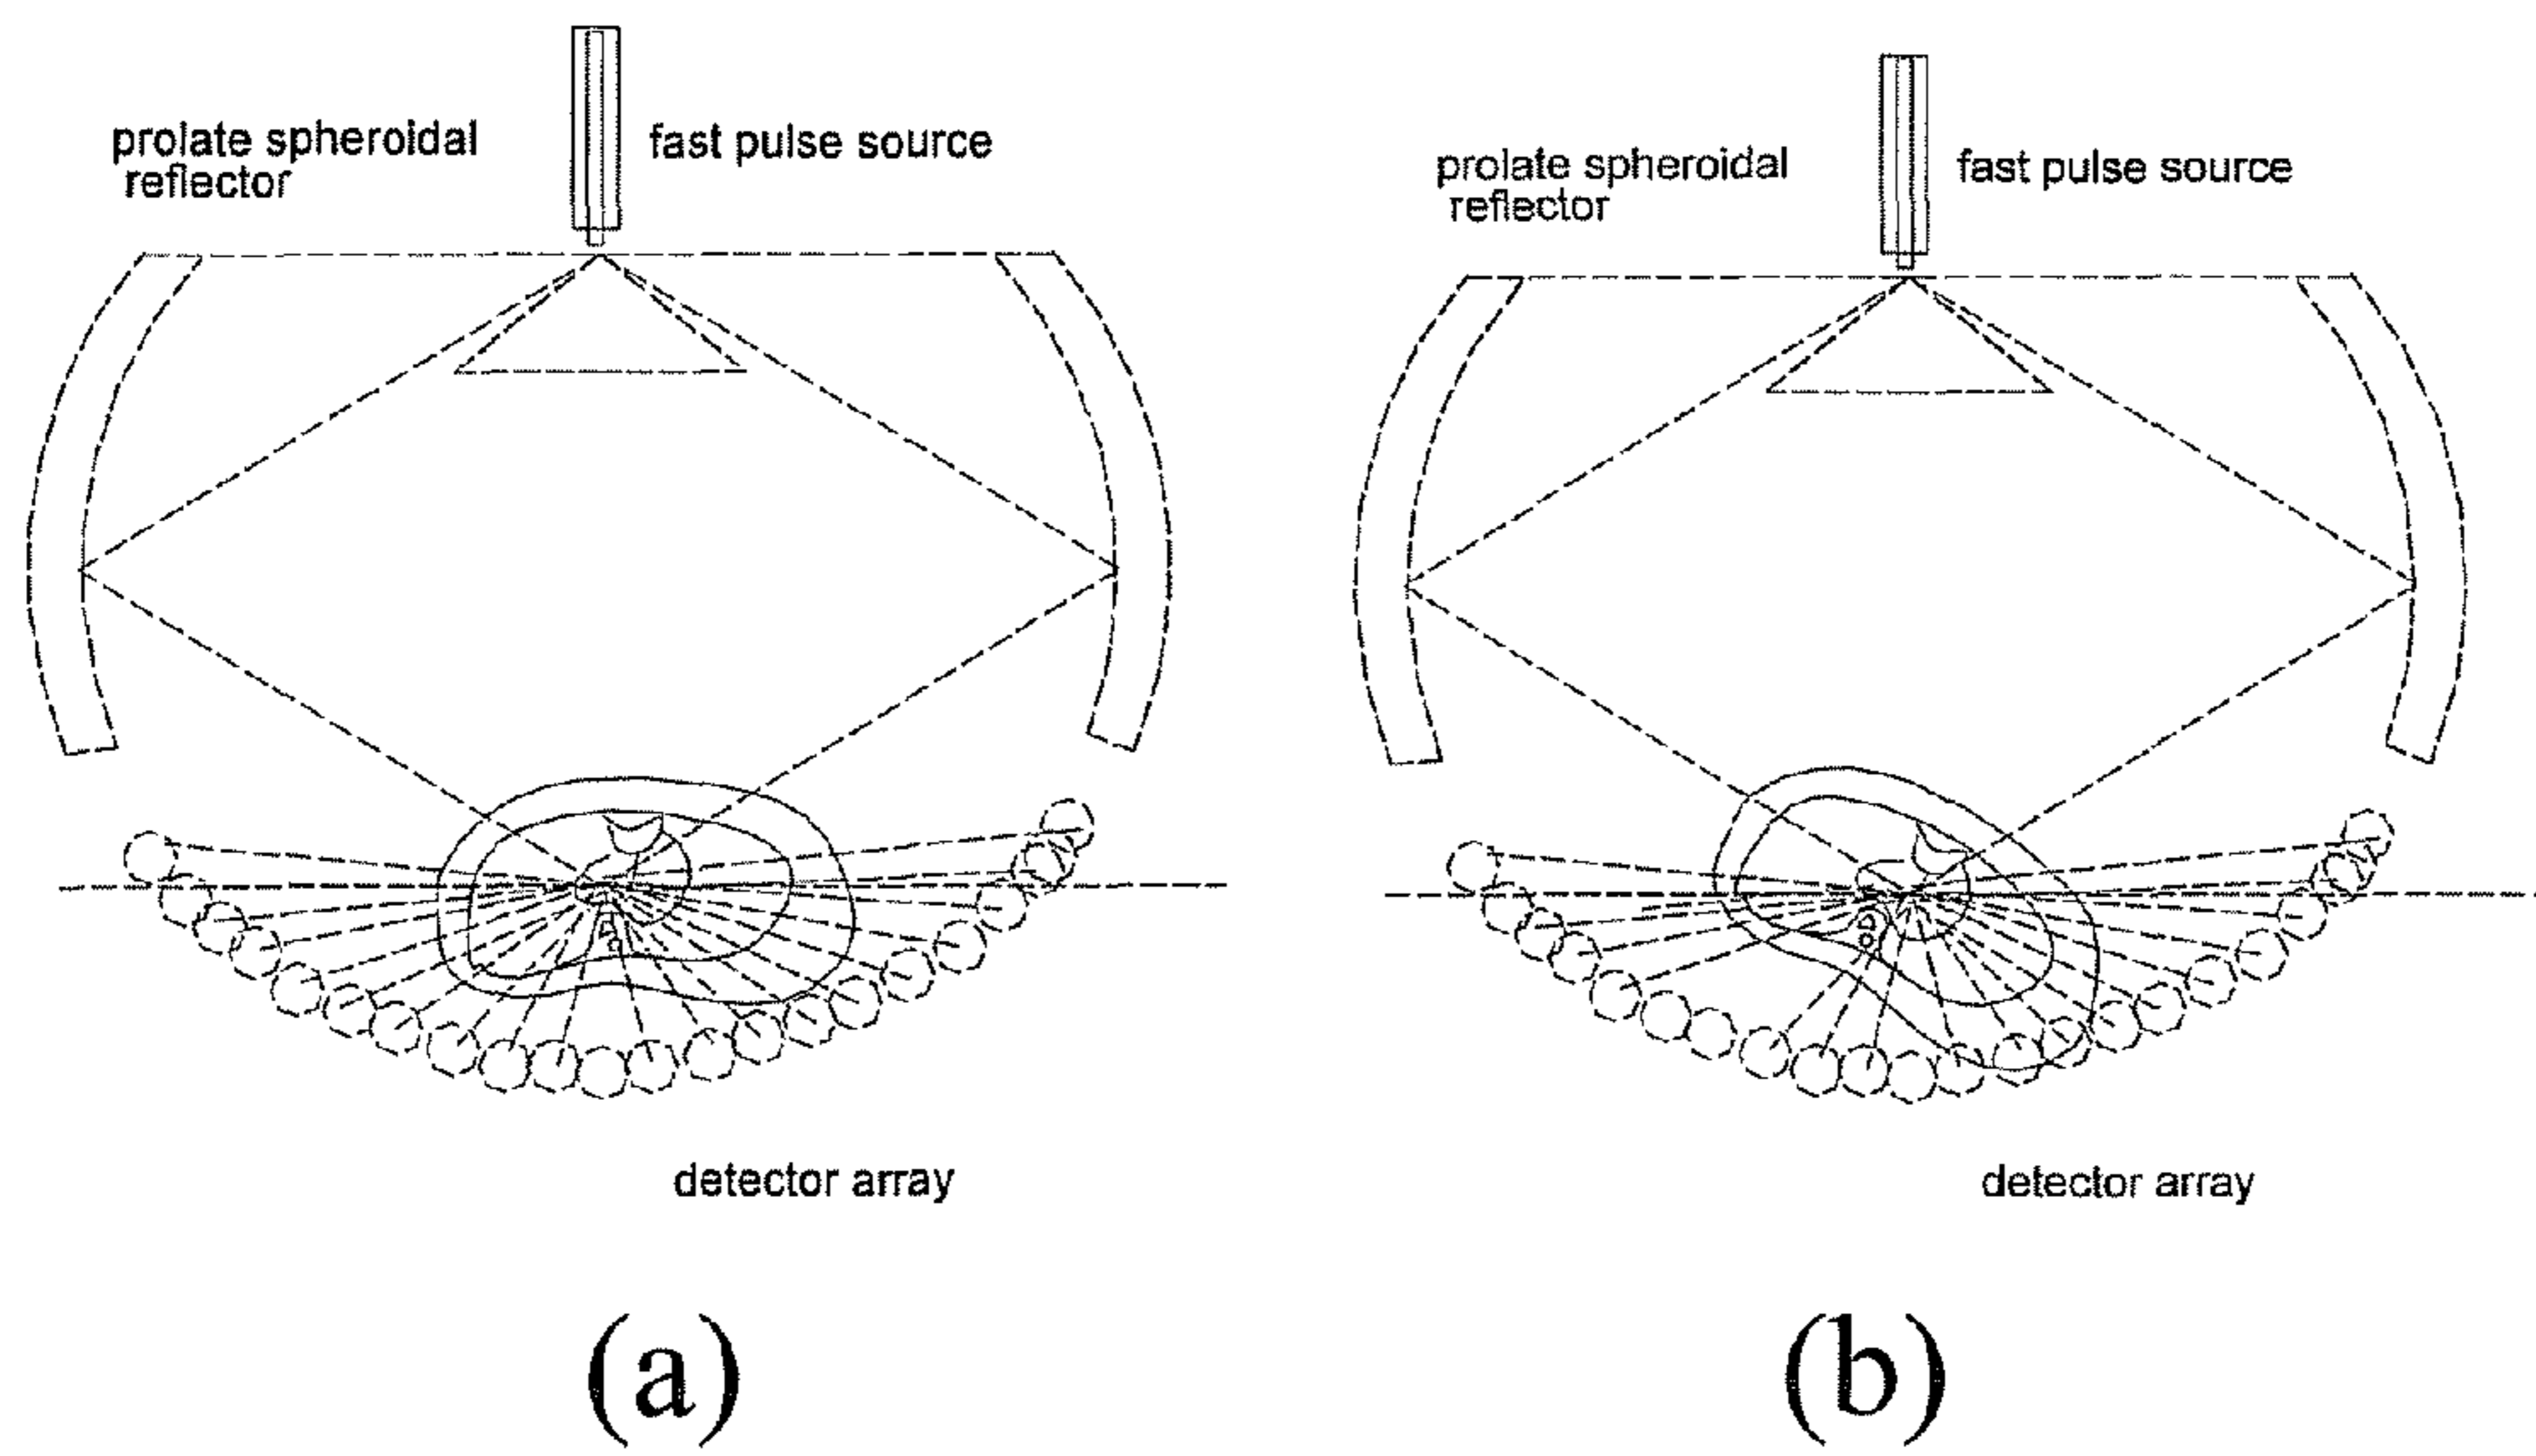 prolate spheroidal
reflector
fast pulse source
detector array
(a)
prolate spheroidal
reflector
fast pulse source
detector array
(b)